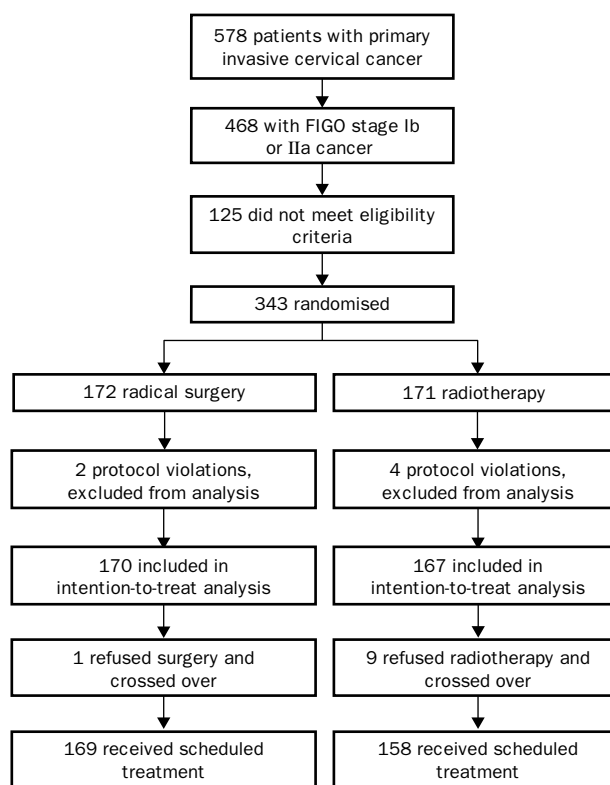 578 patients with primary
invasive cervical cancer
468 with FIGO stage Ib
or IIa cancer
125 did not meet eligibility
criteria
343 randomised
172 radical surgery
171 radiotherapy
2 protocol violations,
excluded from analysis
4 protocol violations,
excluded from analysis
170 included in
intention-to-treat analysis
167 included in
intention-to-treat analysis
1 refused surgery and
crossed over
9 refused radiotherapy and
crossed over
169 received scheduled
treatment
158 received scheduled
treatment